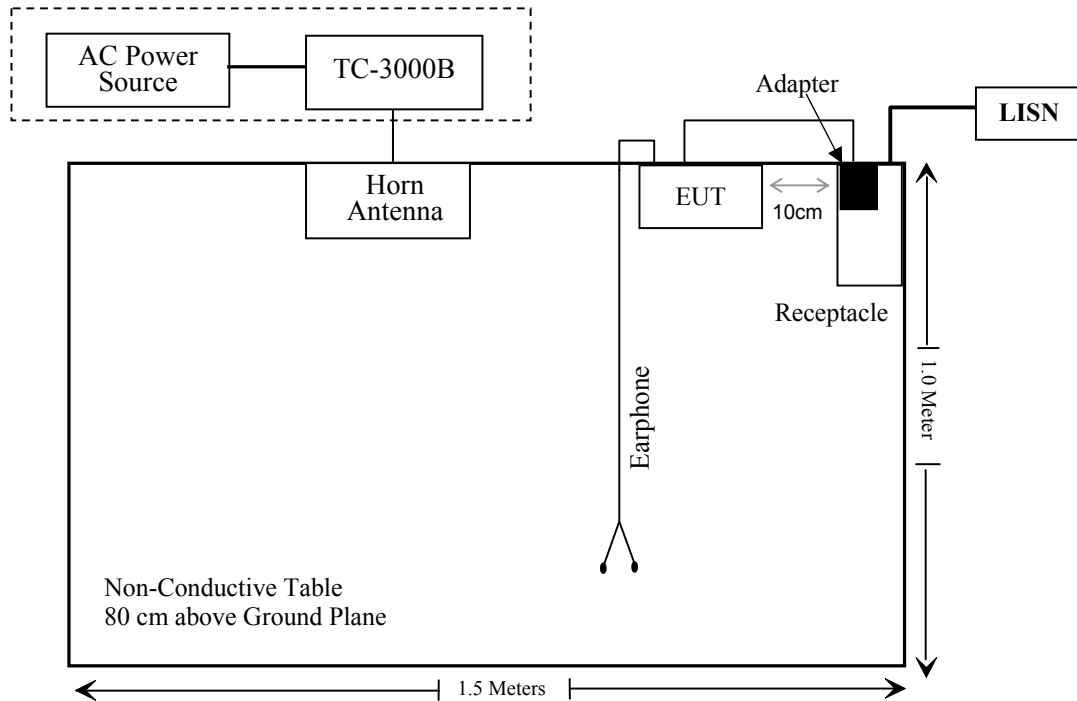 AC Power
Source
TC-3000B
Adapter
LISN
Horn
Antenna
EUT
10cm
Receptacle
1.0 Meter
Earphone
Non-Conductive Table
80 cm above Ground Plane
1.5 Meters